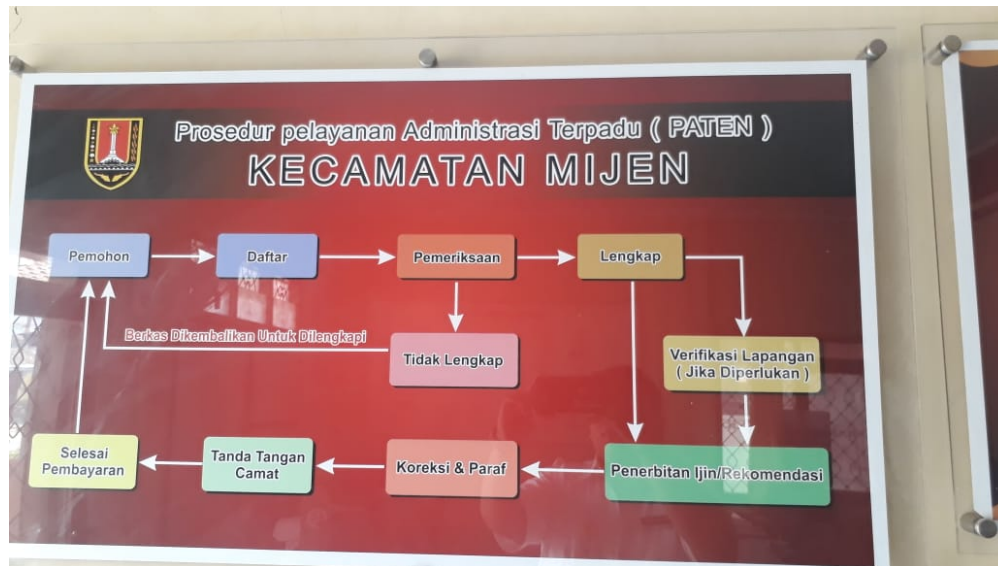 Prosedur pelayanan Administrasi Terpadu ( PATEN )
KECAMATAN MIJEN
Pemohon
Daftar
Pemeriksaan
Lengkap
Berkas Dikembalikan Untuk Dilengkapi
Tidak Lengkap
Verifikasi Lapangan
( Jika Diperlukan )
Selesai
Pembayaran
Tanda Tangan
Camat
Koreksi & Paraf
Penerbitan Ijin/Rekomendasi